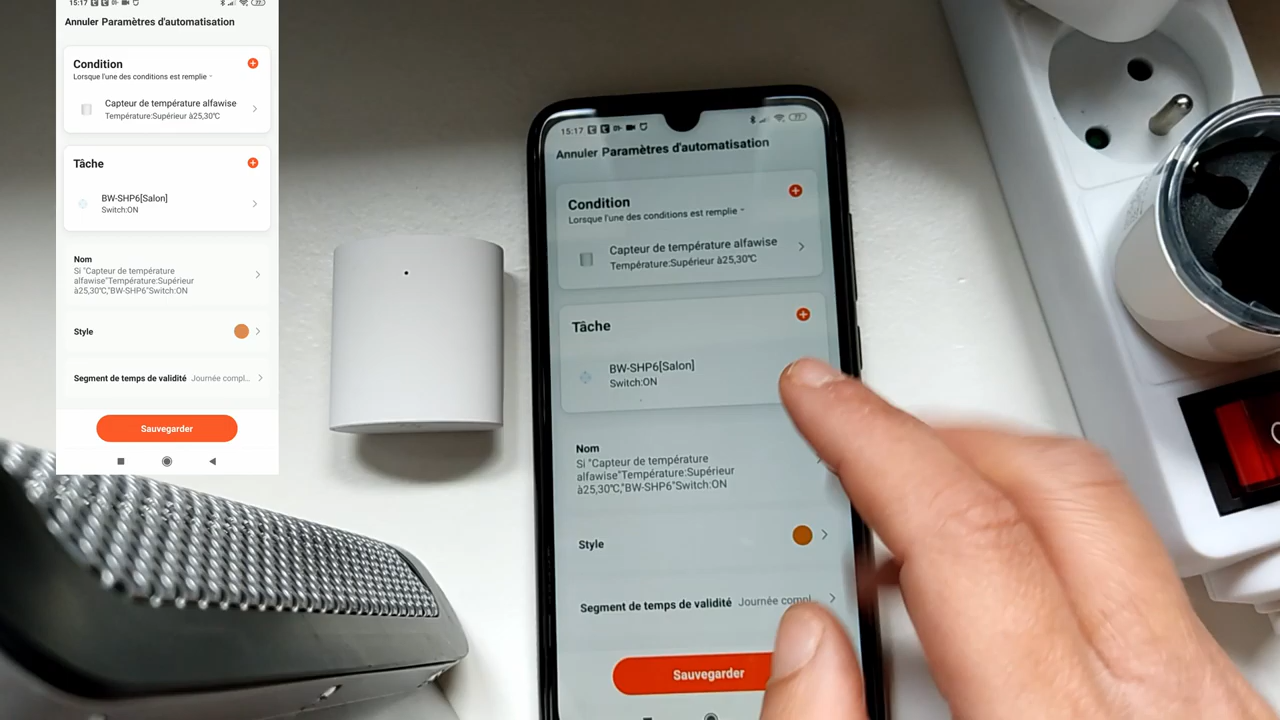 15:17
Annuler Paramètres d'automatisation
Condition
Lorsque l'une des conditions est remplie
Capteur de température alfawise
Température:Supérieur à25,30℃
Tâche
BW-SHP6[Salon]
Switch:ON
Nom
Si "Capteur de température
alfawise"Température:Supérieur
à25,30℃,"BW-SHP6"Switch:ON
Style
Segment de temps de validité Journée compl...
Sauvegarder
15:17 77
Annuler Paramètres d'automatisation
Condition
Lorsque l'une des conditions est remplie
Capteur de température alfawise
Température:Supérieur à25,30℃
Tâche
BW-SHP6[Salon]
Switch:ON
Nom
Si "Capteur de température
alfawise"Température:Supérieur
à25,30℃,"BW-SHP6"Switch:ON
Style
Segment de temps de validité Journée compl
Sauvegarder